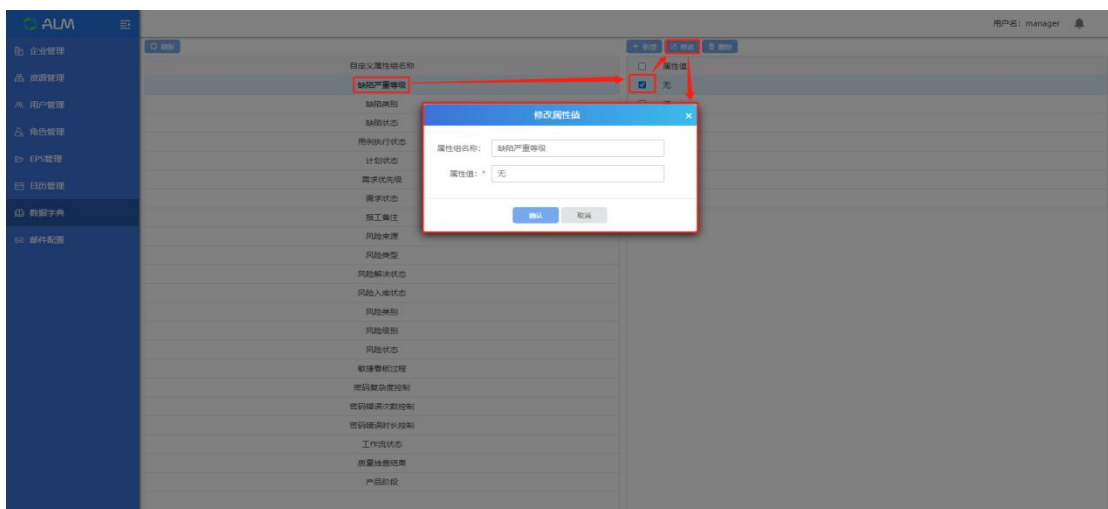 ALM
用户名: manager
企业管理
资源管理
用户管理
角色管理
EPS管理
日历管理
数据字典
邮件配置
刷新
自定义属性组名称
缺陷严重等级
缺陷类别
缺陷状态
用例执行状态
计划状态
需求优先级
需求状态
报工备注
风险来源
风险类型
风险解决状态
风险入库状态
风险类别
风险级别
风险状态
敏捷看板过程
密码复杂度控制
密码错误次数控制
密码错误时长控制
工作流状态
质量抽查结果
产品阶段
新增 修改 删除
属性值
无
修改属性值
属性组名称: 缺陷严重等级
属性值: * 无
确认 取消